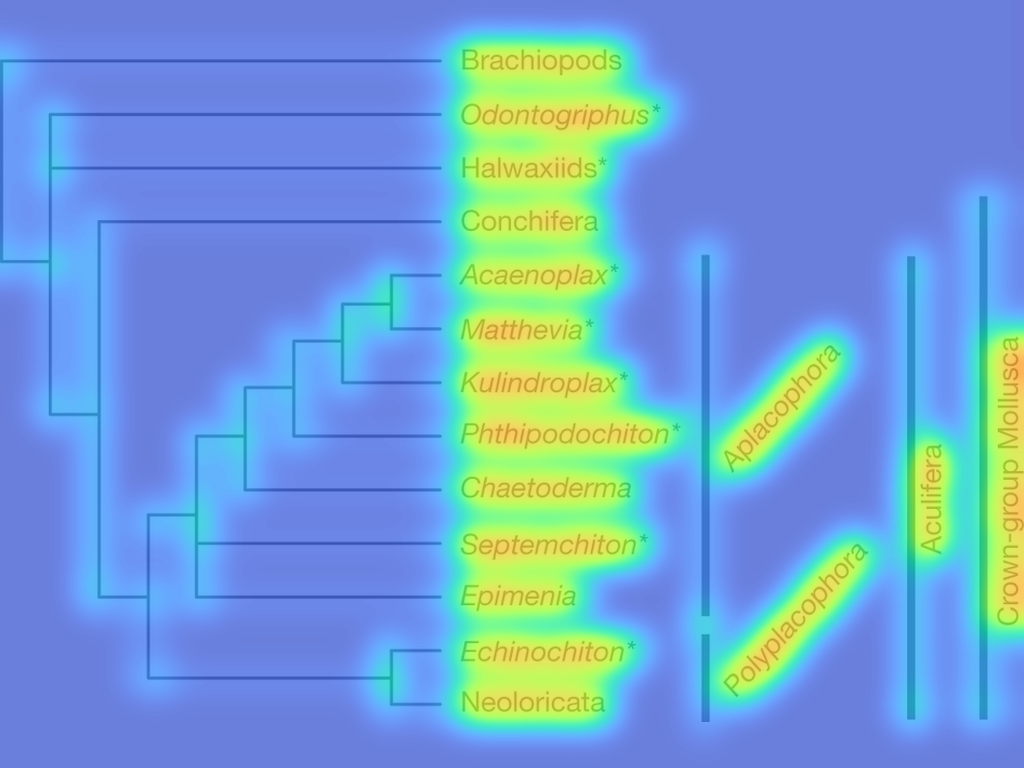 Brachiopods
Odontogriphus*
Halwaxiids*
Conchifera
Acaenoplax*
Matthevia*
Kulindroplax*
Phthipodochiton*
Chaetoderma
Septemchiton*
Epimenia
Echinochiton*
Neoloricata
Aplacophora
Polyplacophora
Aculifera
Crown-group Mollusca